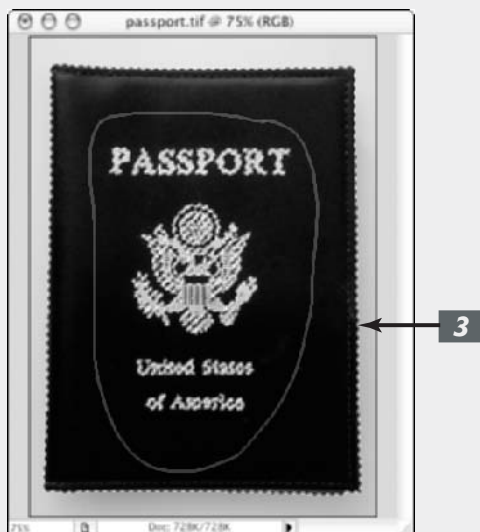 passport.tif @ 75% (RGB)
PASSPORT
United States
of America
3
75%
Doc: 728K/728K